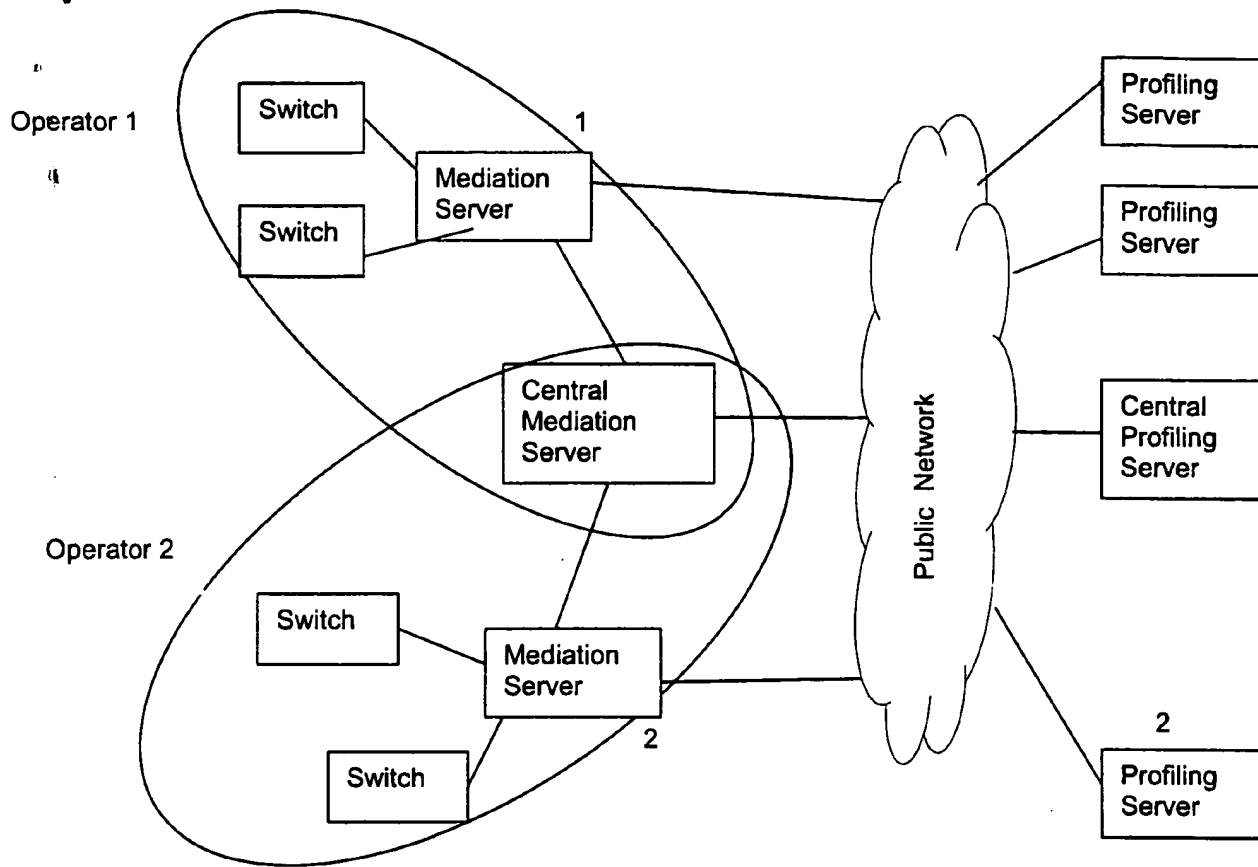 Operator 1
Switch
1
Mediation
Server
Switch
Profiling
Server
Profiling
Server
Central
Mediation
Server
Public Network
Central
Profiling
Server
Operator 2
Switch
Mediation
Server
2
Switch
2
Profiling
Server